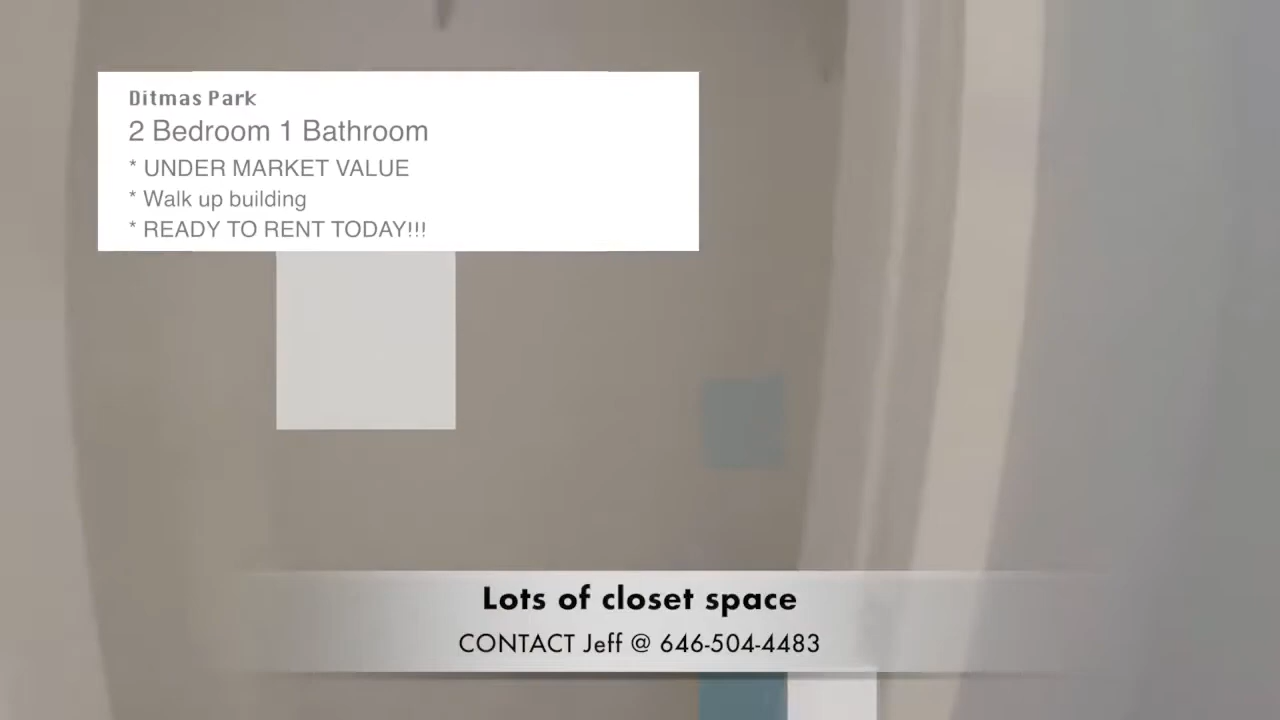 Ditmas Park
2 Bedroom 1 Bathroom
* UNDER MARKET VALUE
* Walk up building
* READY TO RENT TODAY!!!
Lots of closet space
CONTACT Jeff @ 646-504-4483